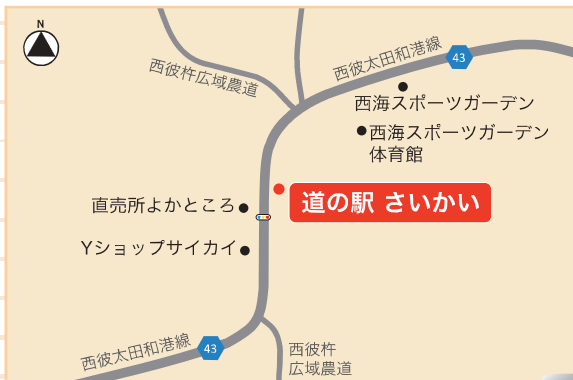 N
西彼杵広域農道
西彼太田和港線
43
西海スポーツガーデン
西海スポーツガーデン
体育館
道の駅 さいかい
直売所よかところ
Yショップサイカイ
西彼太田和港線
43
西彼杵
広域農道